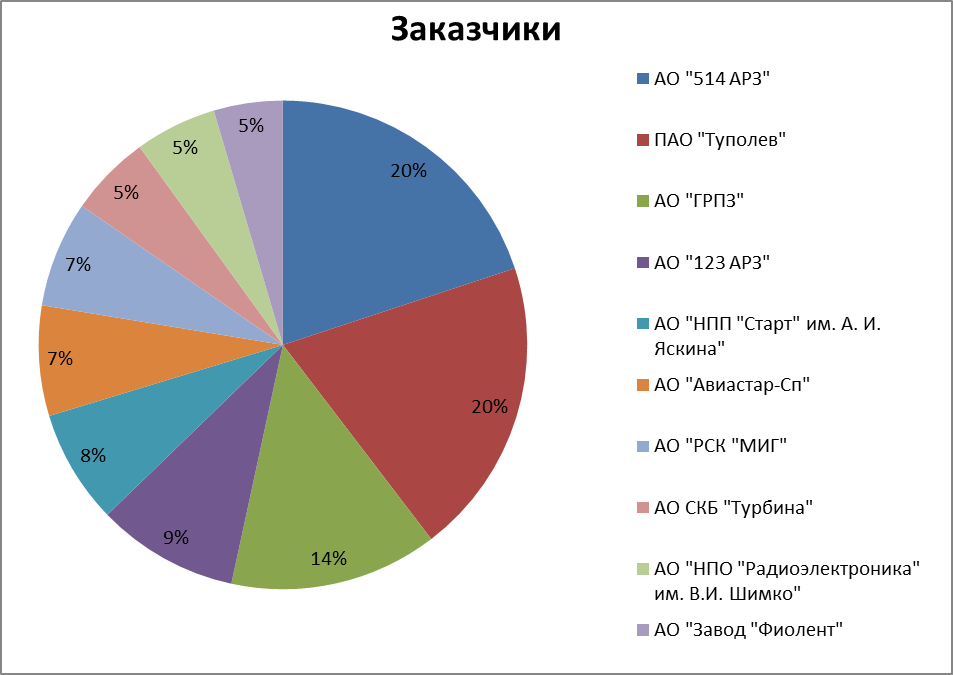 Заказчики
20%
20%
14%
9%
8%
7%
7%
5%
5%
5%
АО "514 АРЗ"
ПАО "Туполев"
АО "ГРПЗ"
АО "123 АРЗ"
АО "НПП "Старт" им. А. И.
Яскина"
АО "Авиастар-Сп"
АО "РСК "МИГ"
АО СКБ "Турбина"
АО "НПО "Радиоэлектроника"
им. В.И. Шимко"
АО "Завод "Фиолент"